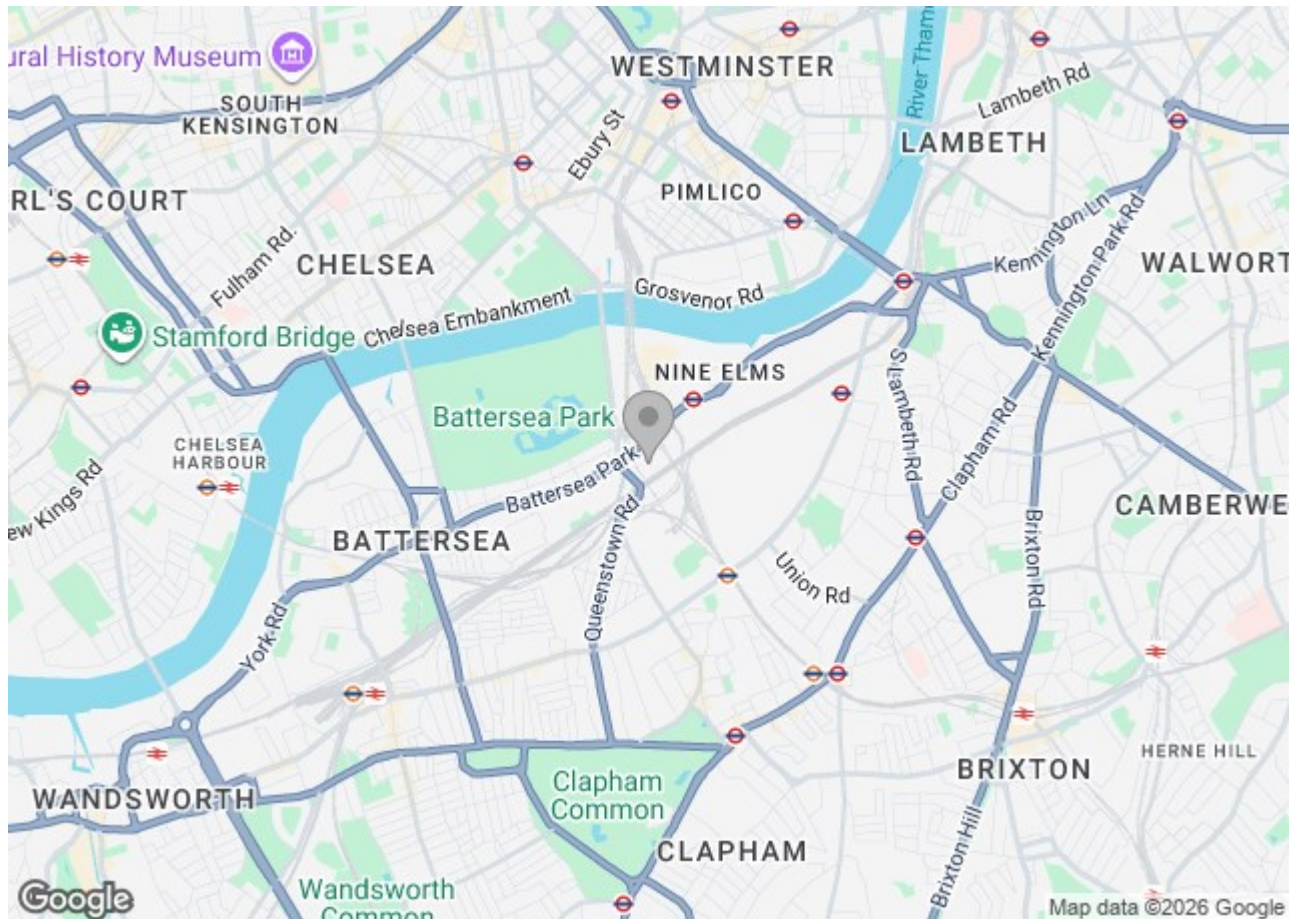 ural History Museum
SOUTH
KENSINGTON
WESTMINSTER
River Tham
Lambeth Rd
LAMBETH
Ebury St
PIMLICO
RL'S COURT
Fulham Rd.
CHELSEA
Kennington Ln
Kennington Park Rd
WALWORT
Chelsea Embankment
Grosvenor Rd
Stamford Bridge
NINE ELMS
S Lambeth Rd
Clapham Rd
Battersea Park
CHELSEA
HARBOUR
Battersea Park
ew Kings Rd
BATTERSEA
Queenstown Rd
CAMBERWE
Brixton Rd
Union Rd
York Rd
HERNE HILL
BRIXTON
WANDSWORTH
Clapham
Common
CLAPHAM
Brixton Hill
Wandsworth
Common
Google
Map data ©2026 Google